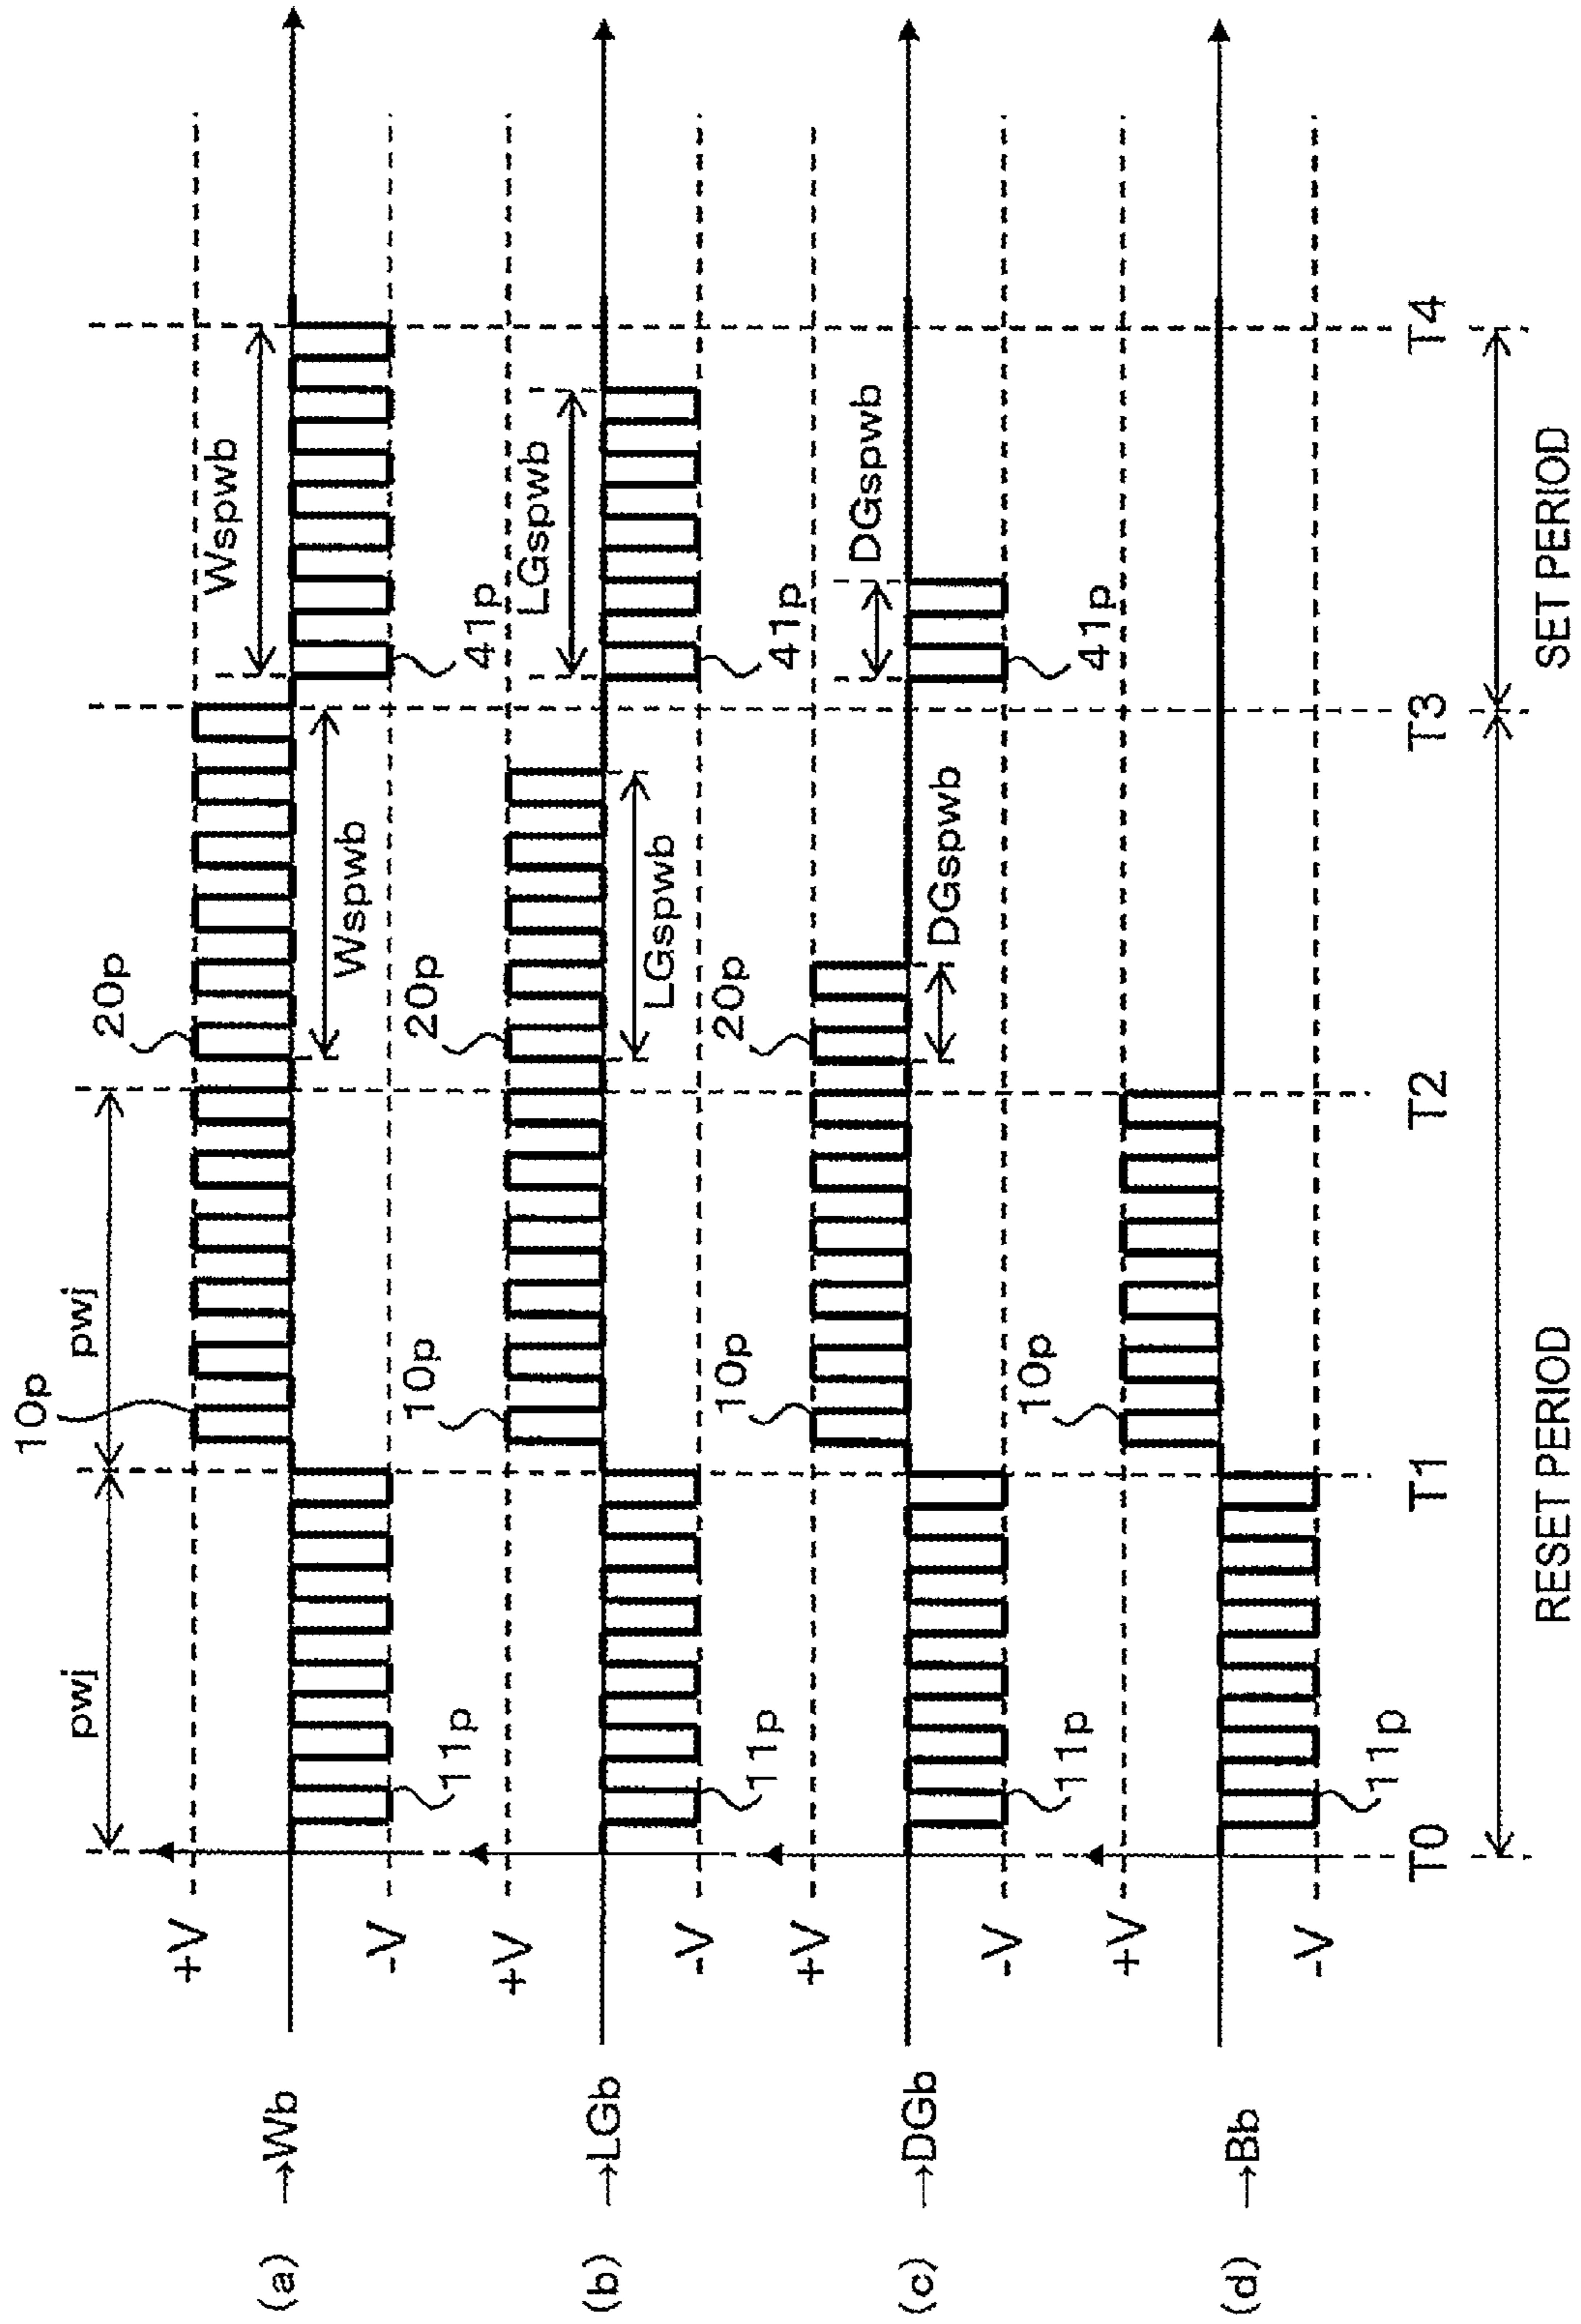 10p
pwj
pwj
20p
Wspwb
+V
(a) →Wb
-V
11p
Wspwb
41p
10p
20p
LGspwb
+V
(b) →LGb
-V
11p
LGspwb
41p
10p
20p
DGspwb
+V
(c) →DGb
-V
11p
DGspwb
41p
10p
+V
(d) →Bb
-V
11p
T0
T1
T2
T3
T4
RESET PERIOD
SET PERIOD